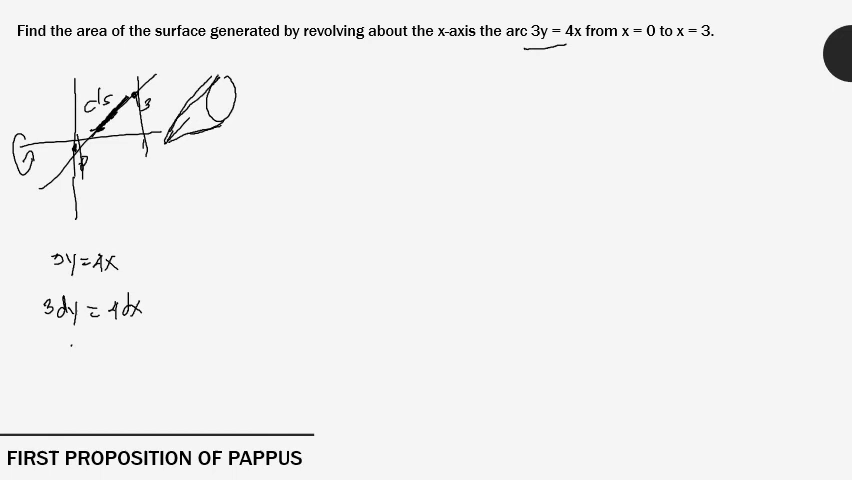 Find the area of the surface generated by revolving about the x-axis the arc 3y = 4x from x = 0 to x = 3.
ds
3
3y = 4x
3dy = 4dx
FIRST PROPOSITION OF PAPPUS